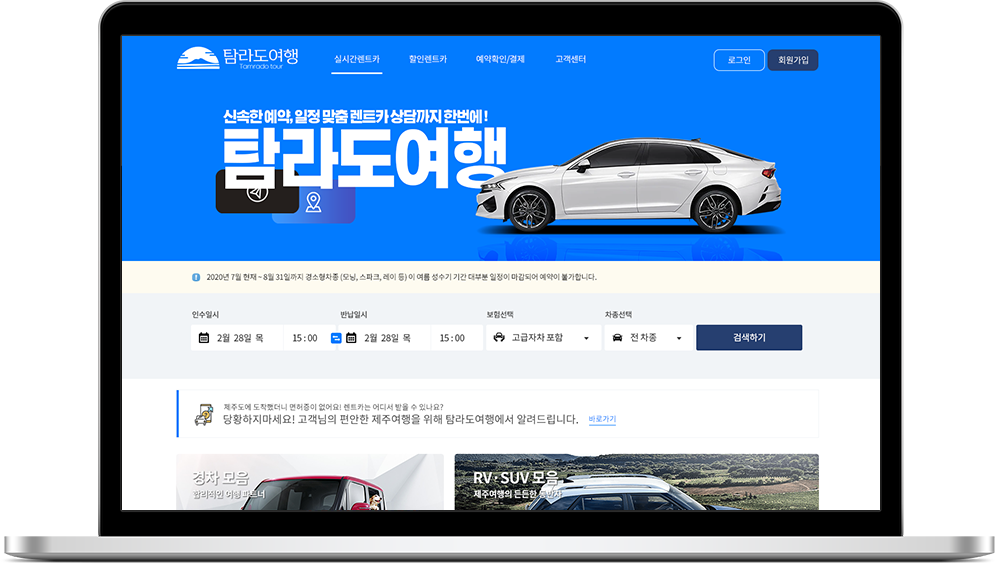 탐라도여행
Tamrado tour
실시간렌트카 할인렌트카 예약확인/결제 고객센터
로그인 회원가입
신속한 예약, 일정 맞춤 렌트카 상담까지 한번에!
탐라도여행
2020년 7월 현재 ~ 8월 31일까지 경소형차종 (모닝, 스파크, 레이 등) 이 여름 성수기 기간 대부분 일정이 마감되어 예약이 불가합니다.
인수일시 반납일시 보험선택 차종선택
2월 28일 목 15:00 2월 28일 목 15:00 고급자차 포함 전 차종 검색하기
제주도에 도착했더니 면허증이 없어요! 렌트카는 어디서 받을 수 있나요?
당황하지마세요! 고객님의 편안한 제주여행을 위해 탐라도여행에서 알려드립니다. 바로가기
경차 모음 RV·SUV 모음
합리적인 여행 파트너 제주여행의 든든한 동반자